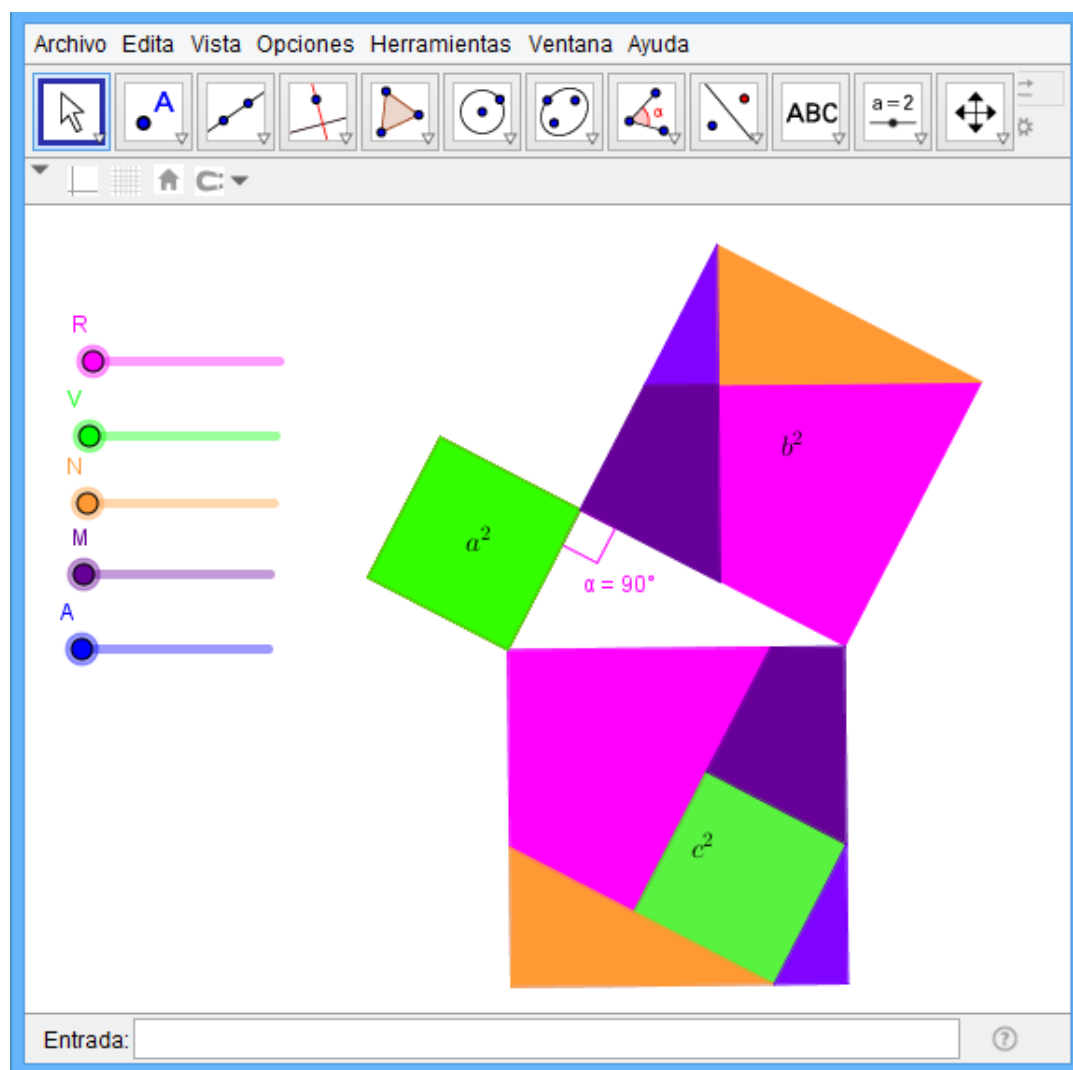 Archivo Edita Vista Opciones Herramientas Ventana Ayuda
A α ABC a = 2
R
V
N
M
A
b²
a²
α = 90°
c²
Entrada:
?